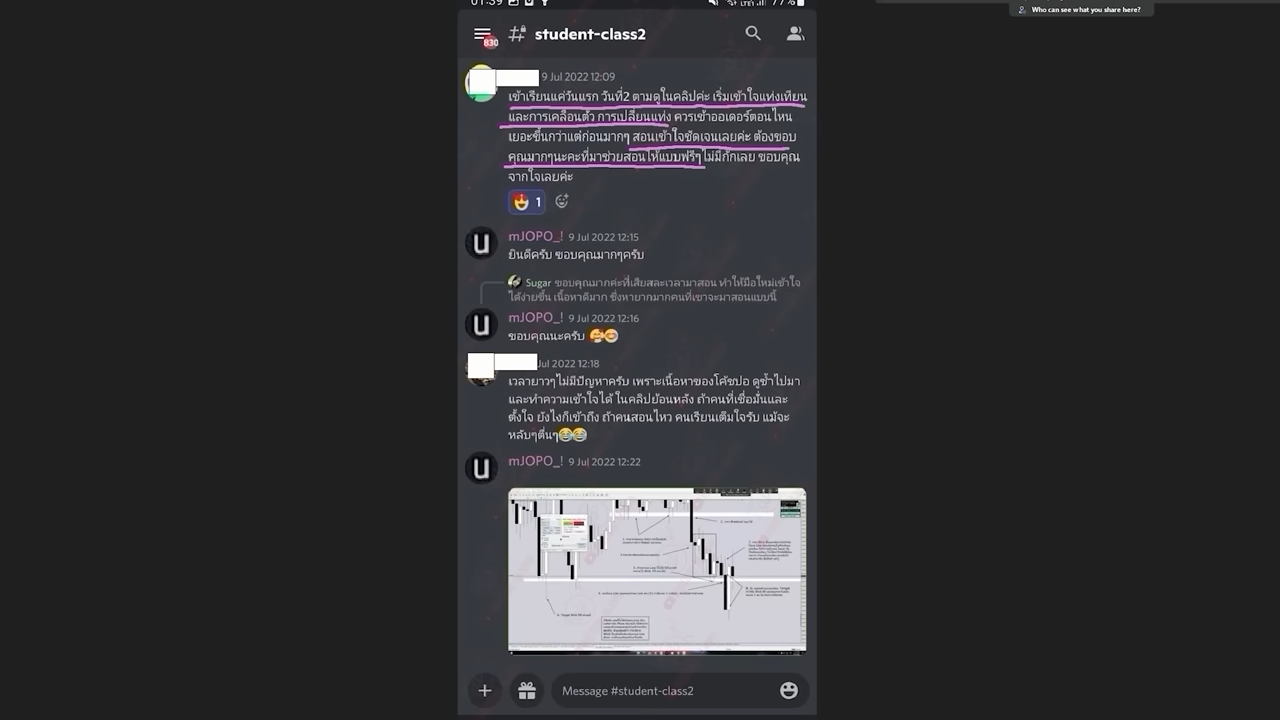 01:39
77%
Who can see what you share here?
830
student-class2
9 Jul 2022 12:09
เข้าเรียนแค่วันแรก วันที่2 ตามดูในคลิปค่ะ เริ่มเข้าใจแท่งเทียน
และการเคลื่อนตัว การเปลี่ยนแท่ง ควรเข้าออเดอร์ตอนไหน
เยอะขึ้นกว่าแต่ก่อนมากๆ สอนเข้าใจชัดเจนเลยค่ะ ต้องขอบ
คุณมากๆนะคะที่มาช่วยสอนให้แบบฟรีๆไม่มีกั๊กเลย ขอบคุณ
จากใจเลยค่ะ
1
mJOPO_! 9 Jul 2022 12:15
ยินดีครับ ขอบคุณมากๆครับ
Sugar ขอบคุณมากค่ะที่เสียสละเวลามาสอน ทำให้มือใหม่เข้าใจ
ได้ง่ายขึ้น เนื้อหาดีมาก ซึ่งหายากมากคนที่เขาจะมาสอนแบบนี้
mJOPO_! 9 Jul 2022 12:16
ขอบคุณนะครับ 🥰😊
Jul 2022 12:18
เวลายาวๆไม่มีปัญหาครับ เพราะเนื้อหาของโค้ชปอ ดูซ้ำไปมา
และทำความเข้าใจได้ ในคลิปย้อนหลัง ถ้าคนที่เชื่อมั่นและ
ตั้งใจ ยังไงก็เข้าถึง ถ้าคนสอนไหว คนเรียนเต็มใจรับ แม้จะ
หลับๆตื่นๆ😂😂
mJOPO_! 9 Jul 2022 12:22
Message #student-class2